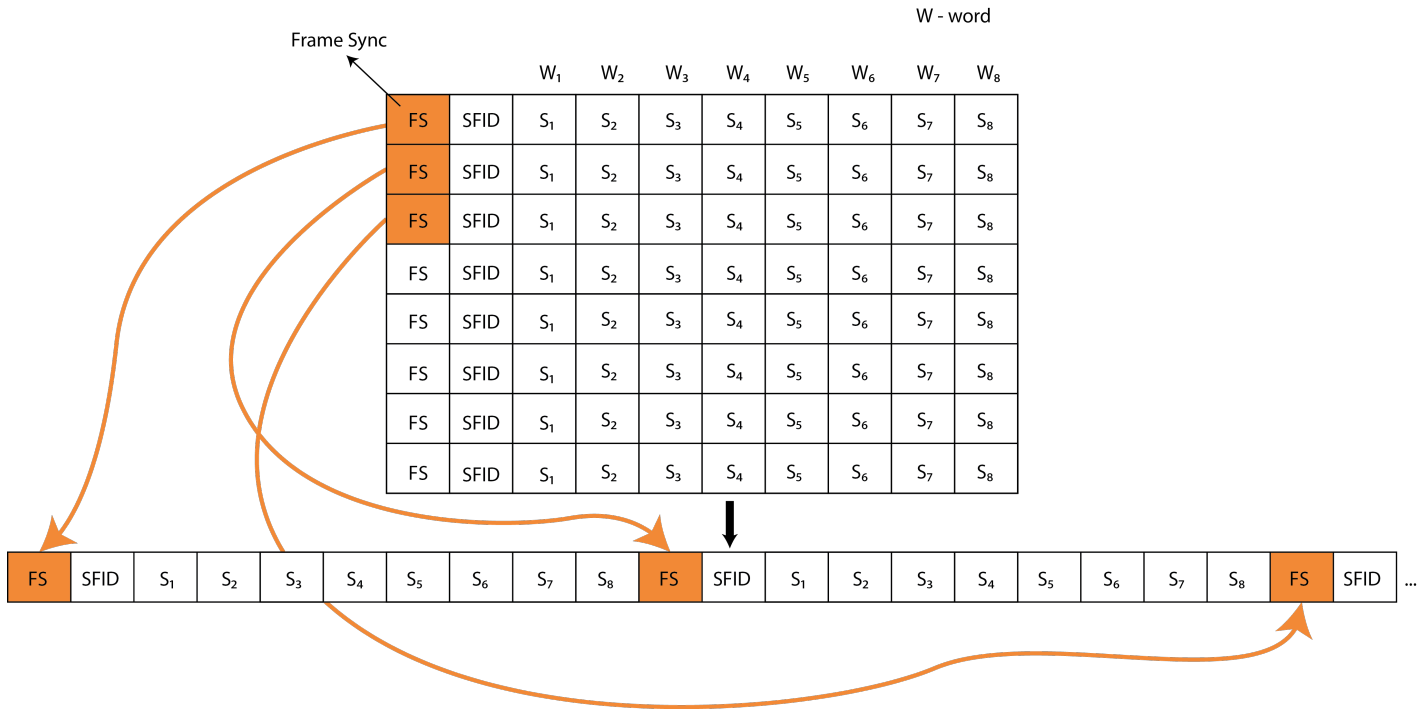 W - word
Frame Sync
W₁ W₂ W₃ W₄ W₅ W₆ W₇ W₈
FS SFID S₁ S₂ S₃ S₄ S₅ S₆ S₇ S₈
FS SFID S₁ S₂ S₃ S₄ S₅ S₆ S₇ S₈
FS SFID S₁ S₂ S₃ S₄ S₅ S₆ S₇ S₈
FS SFID S₁ S₂ S₃ S₄ S₅ S₆ S₇ S₈
FS SFID S₁ S₂ S₃ S₄ S₅ S₆ S₇ S₈
FS SFID S₁ S₂ S₃ S₄ S₅ S₆ S₇ S₈
FS SFID S₁ S₂ S₃ S₄ S₅ S₆ S₇ S₈
FS SFID S₁ S₂ S₃ S₄ S₅ S₆ S₇ S₈
FS SFID S₁ S₂ S₃ S₄ S₅ S₆ S₇ S₈ FS SFID S₁ S₂ S₃ S₄ S₅ S₆ S₇ S₈ FS SFID ...